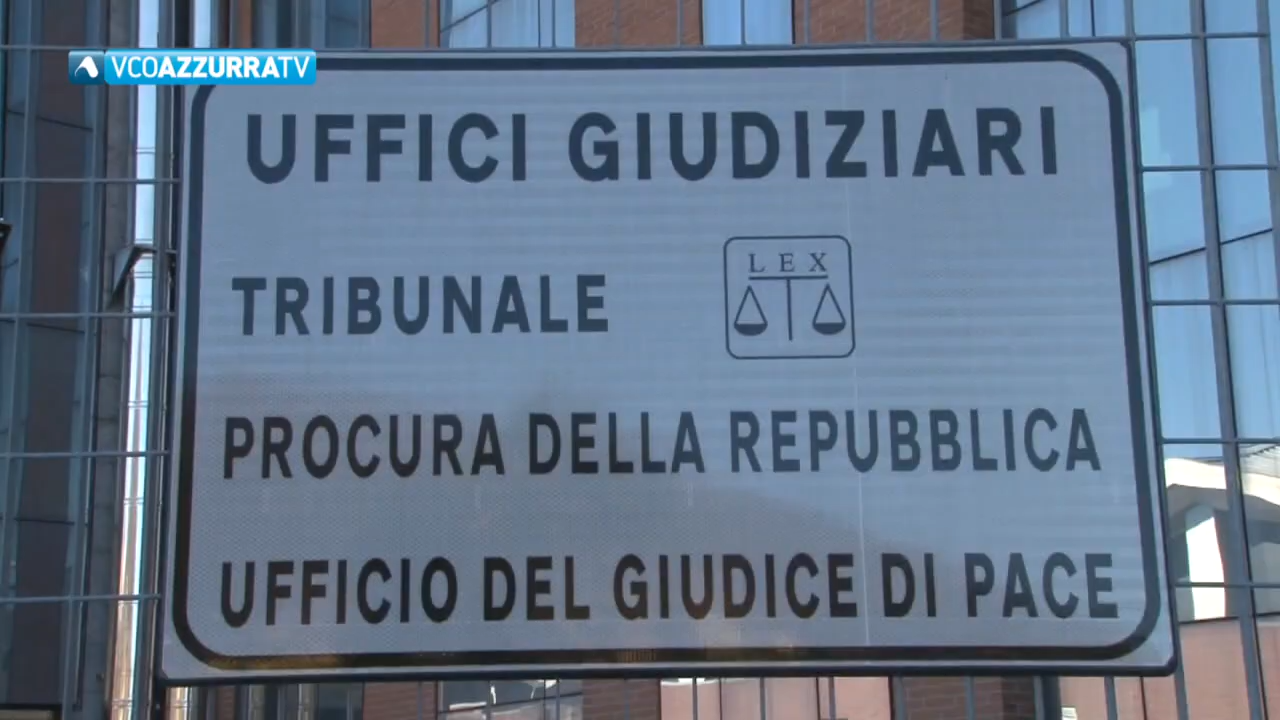 VCOAZZURRATV
UFFICI GIUDIZIARI
TRIBUNALE
LEX
PROCURA DELLA REPUBBLICA
UFFICIO DEL GIUDICE DI PACE